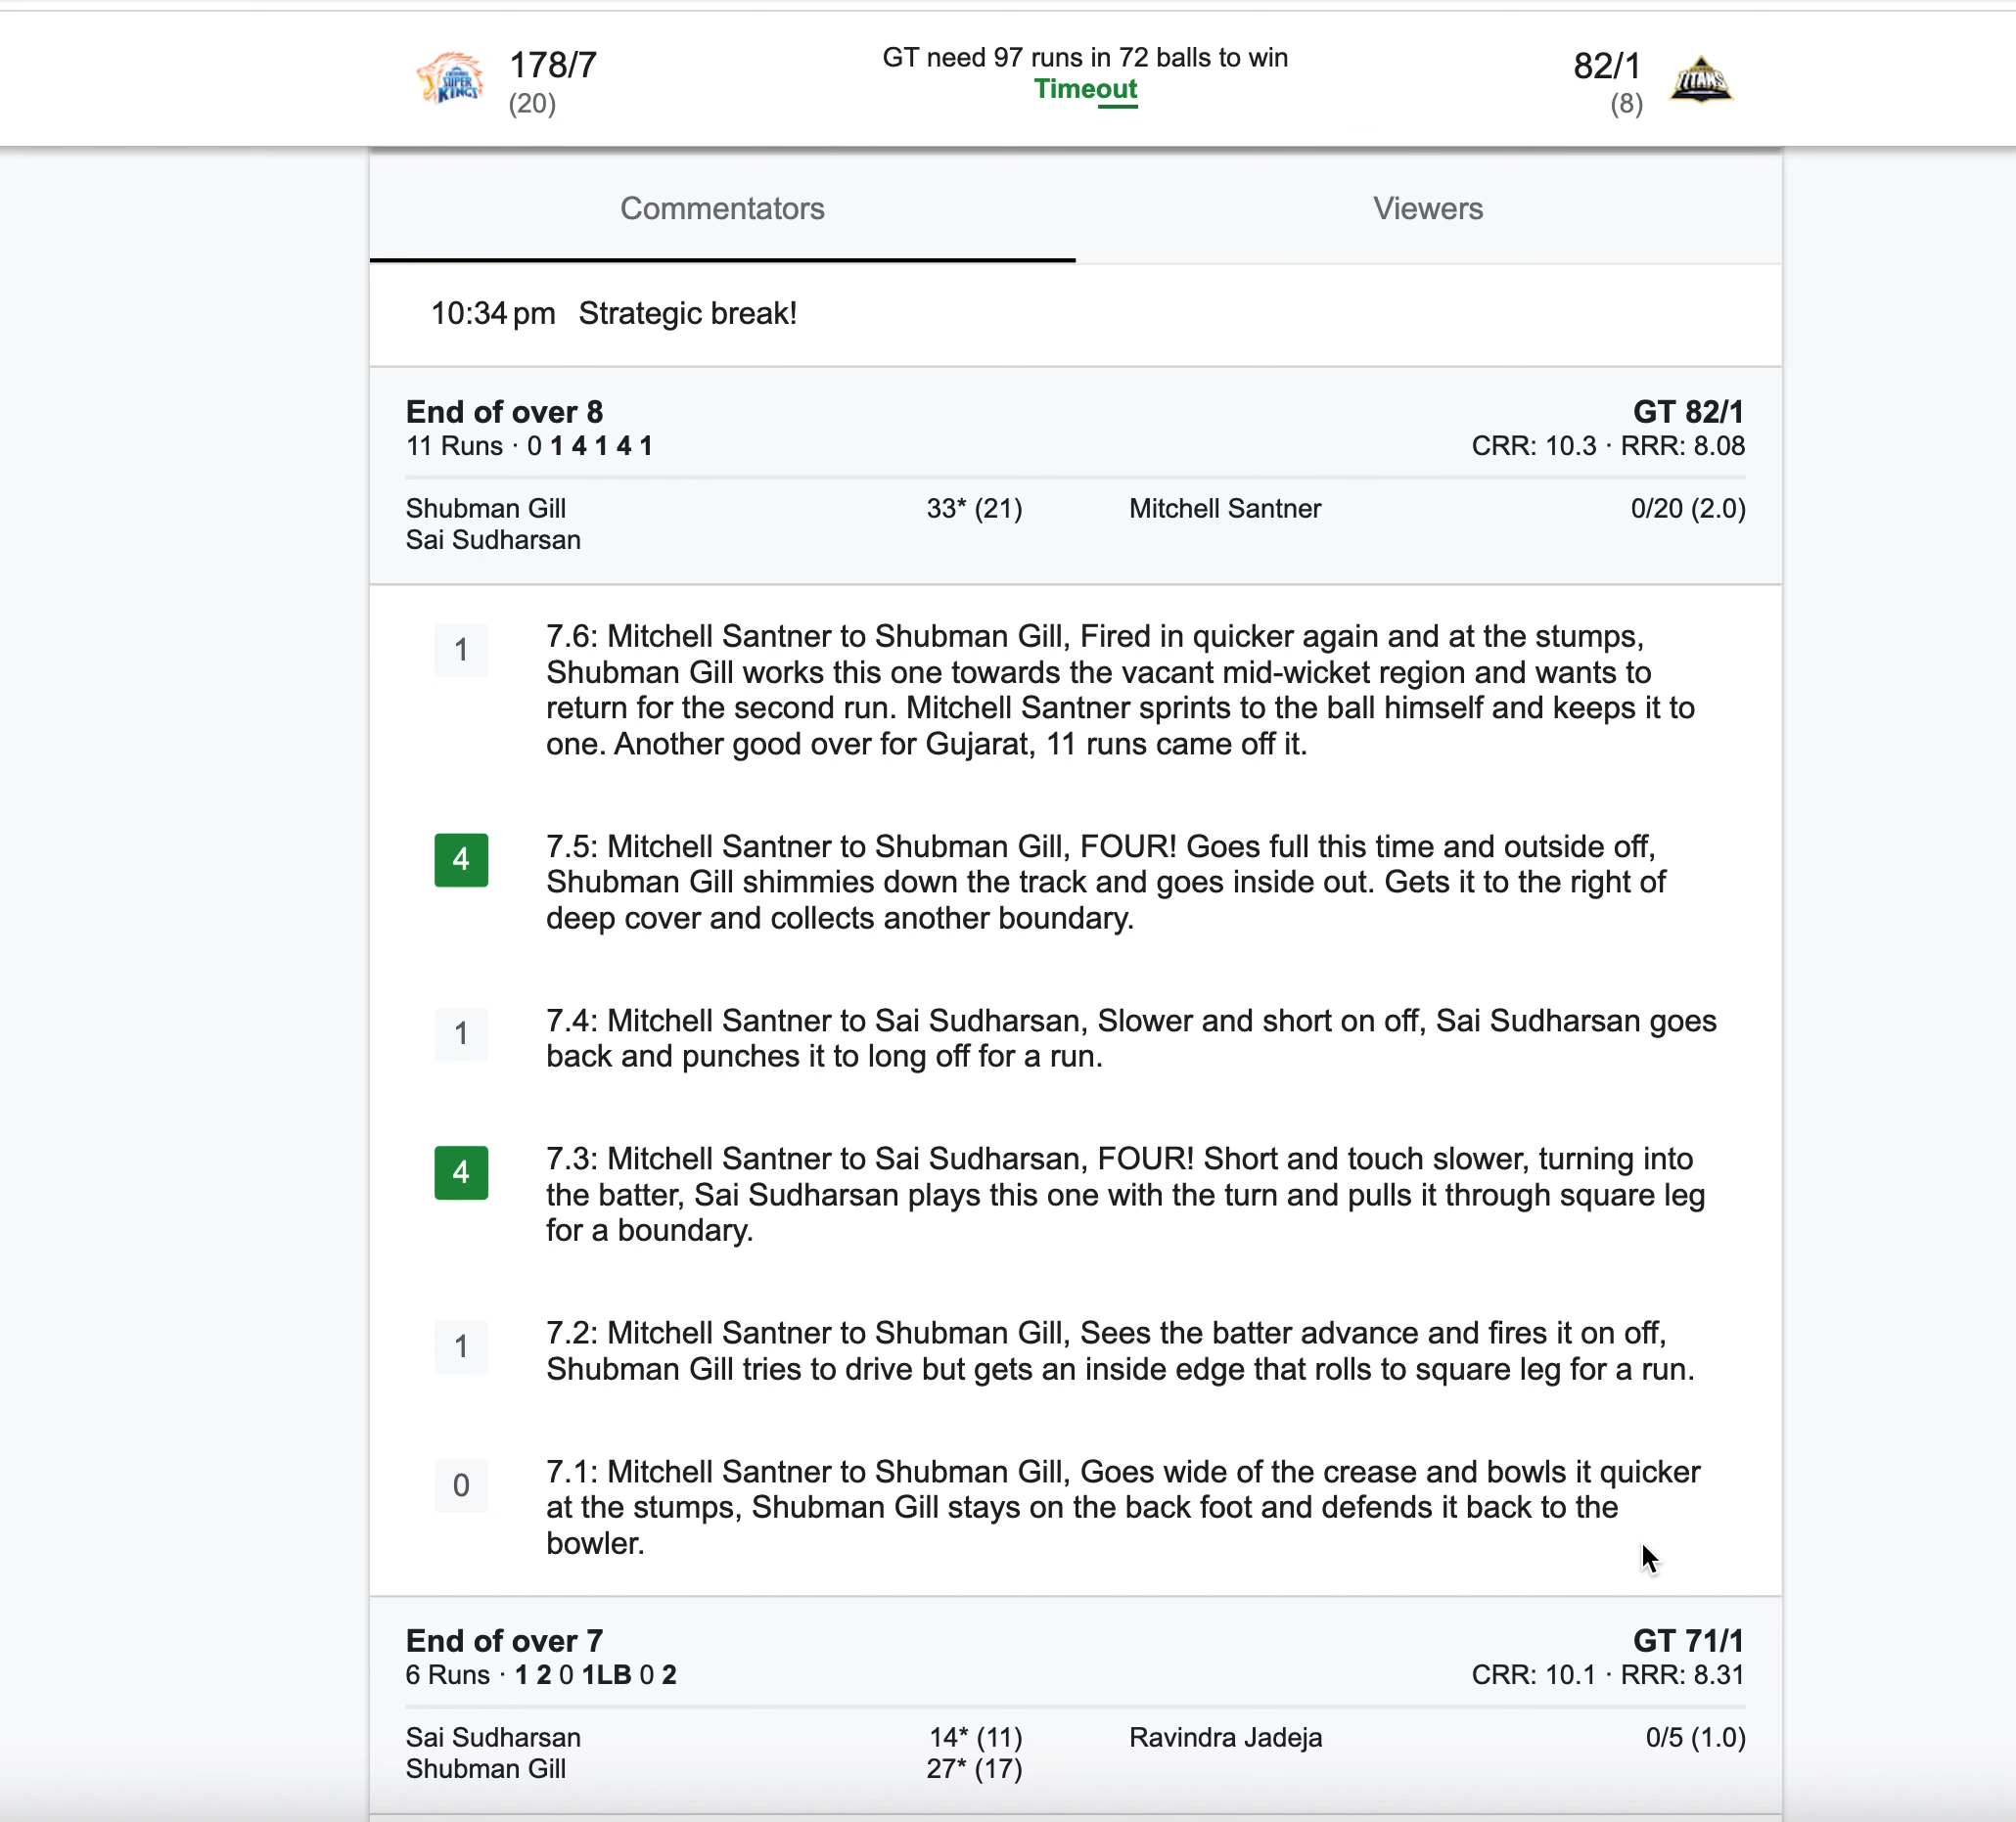 SUPER
KINGS
178/7
(20)
GT need 97 runs in 72 balls to win
Timeout
82/1
(8)
TITANS
Commentators
Viewers
10:34 pm Strategic break!
End of over 8
GT 82/1
11 Runs · 0 1 4 1 4 1
CRR: 10.3 · RRR: 8.08
Shubman Gill
33* (21)
Mitchell Santner
0/20 (2.0)
Sai Sudharsan
1
7.6: Mitchell Santner to Shubman Gill, Fired in quicker again and at the stumps,
Shubman Gill works this one towards the vacant mid-wicket region and wants to
return for the second run. Mitchell Santner sprints to the ball himself and keeps it to
one. Another good over for Gujarat, 11 runs came off it.
4
7.5: Mitchell Santner to Shubman Gill, FOUR! Goes full this time and outside off,
Shubman Gill shimmies down the track and goes inside out. Gets it to the right of
deep cover and collects another boundary.
1
7.4: Mitchell Santner to Sai Sudharsan, Slower and short on off, Sai Sudharsan goes
back and punches it to long off for a run.
4
7.3: Mitchell Santner to Sai Sudharsan, FOUR! Short and touch slower, turning into
the batter, Sai Sudharsan plays this one with the turn and pulls it through square leg
for a boundary.
1
7.2: Mitchell Santner to Shubman Gill, Sees the batter advance and fires it on off,
Shubman Gill tries to drive but gets an inside edge that rolls to square leg for a run.
0
7.1: Mitchell Santner to Shubman Gill, Goes wide of the crease and bowls it quicker
at the stumps, Shubman Gill stays on the back foot and defends it back to the
bowler.
End of over 7
GT 71/1
6 Runs · 1 2 0 1LB 0 2
CRR: 10.1 · RRR: 8.31
Sai Sudharsan
14* (11)
Ravindra Jadeja
0/5 (1.0)
Shubman Gill
27* (17)